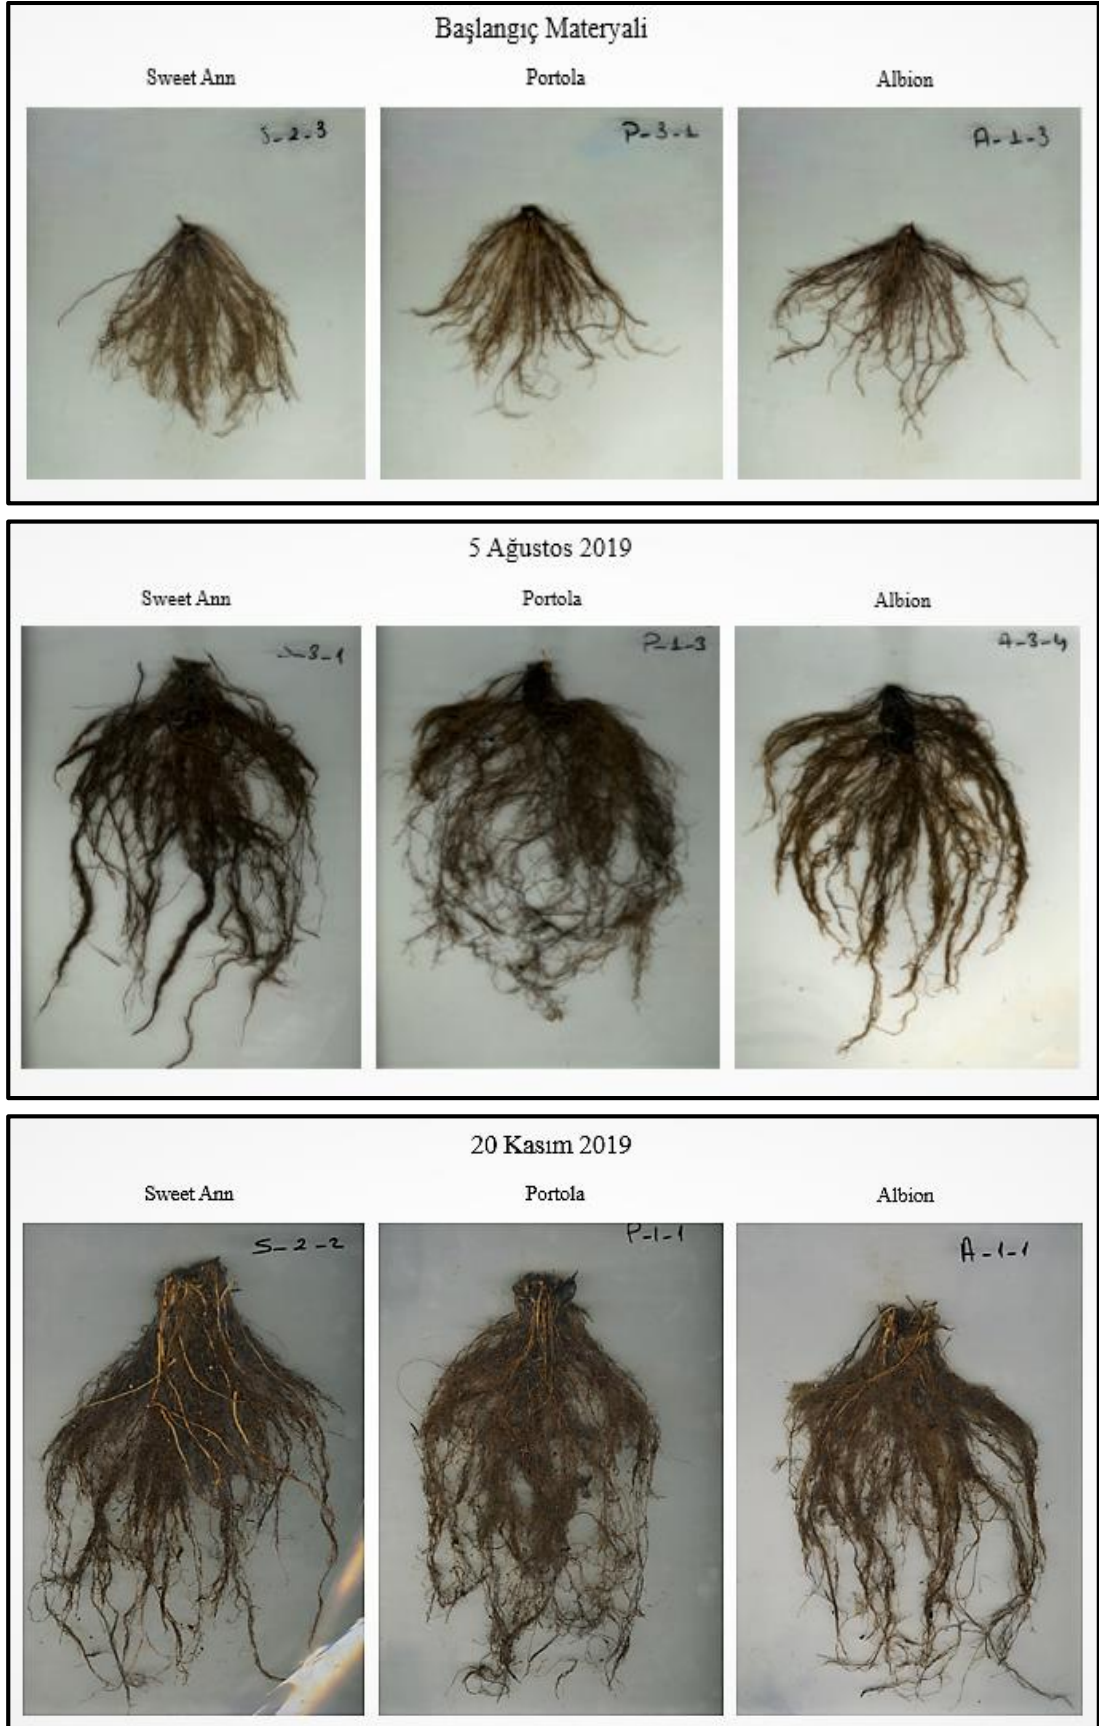 Başlangıç Materyali
Sweet Ann
Portola
Albion
S-2-3
P-3-1
A-1-3
5 Ağustos 2019
Sweet Ann
Portola
Albion
-3-1
P-1-3
A-3-4
20 Kasım 2019
Sweet Ann
Portola
Albion
S-2-2
P-1-1
A-1-1